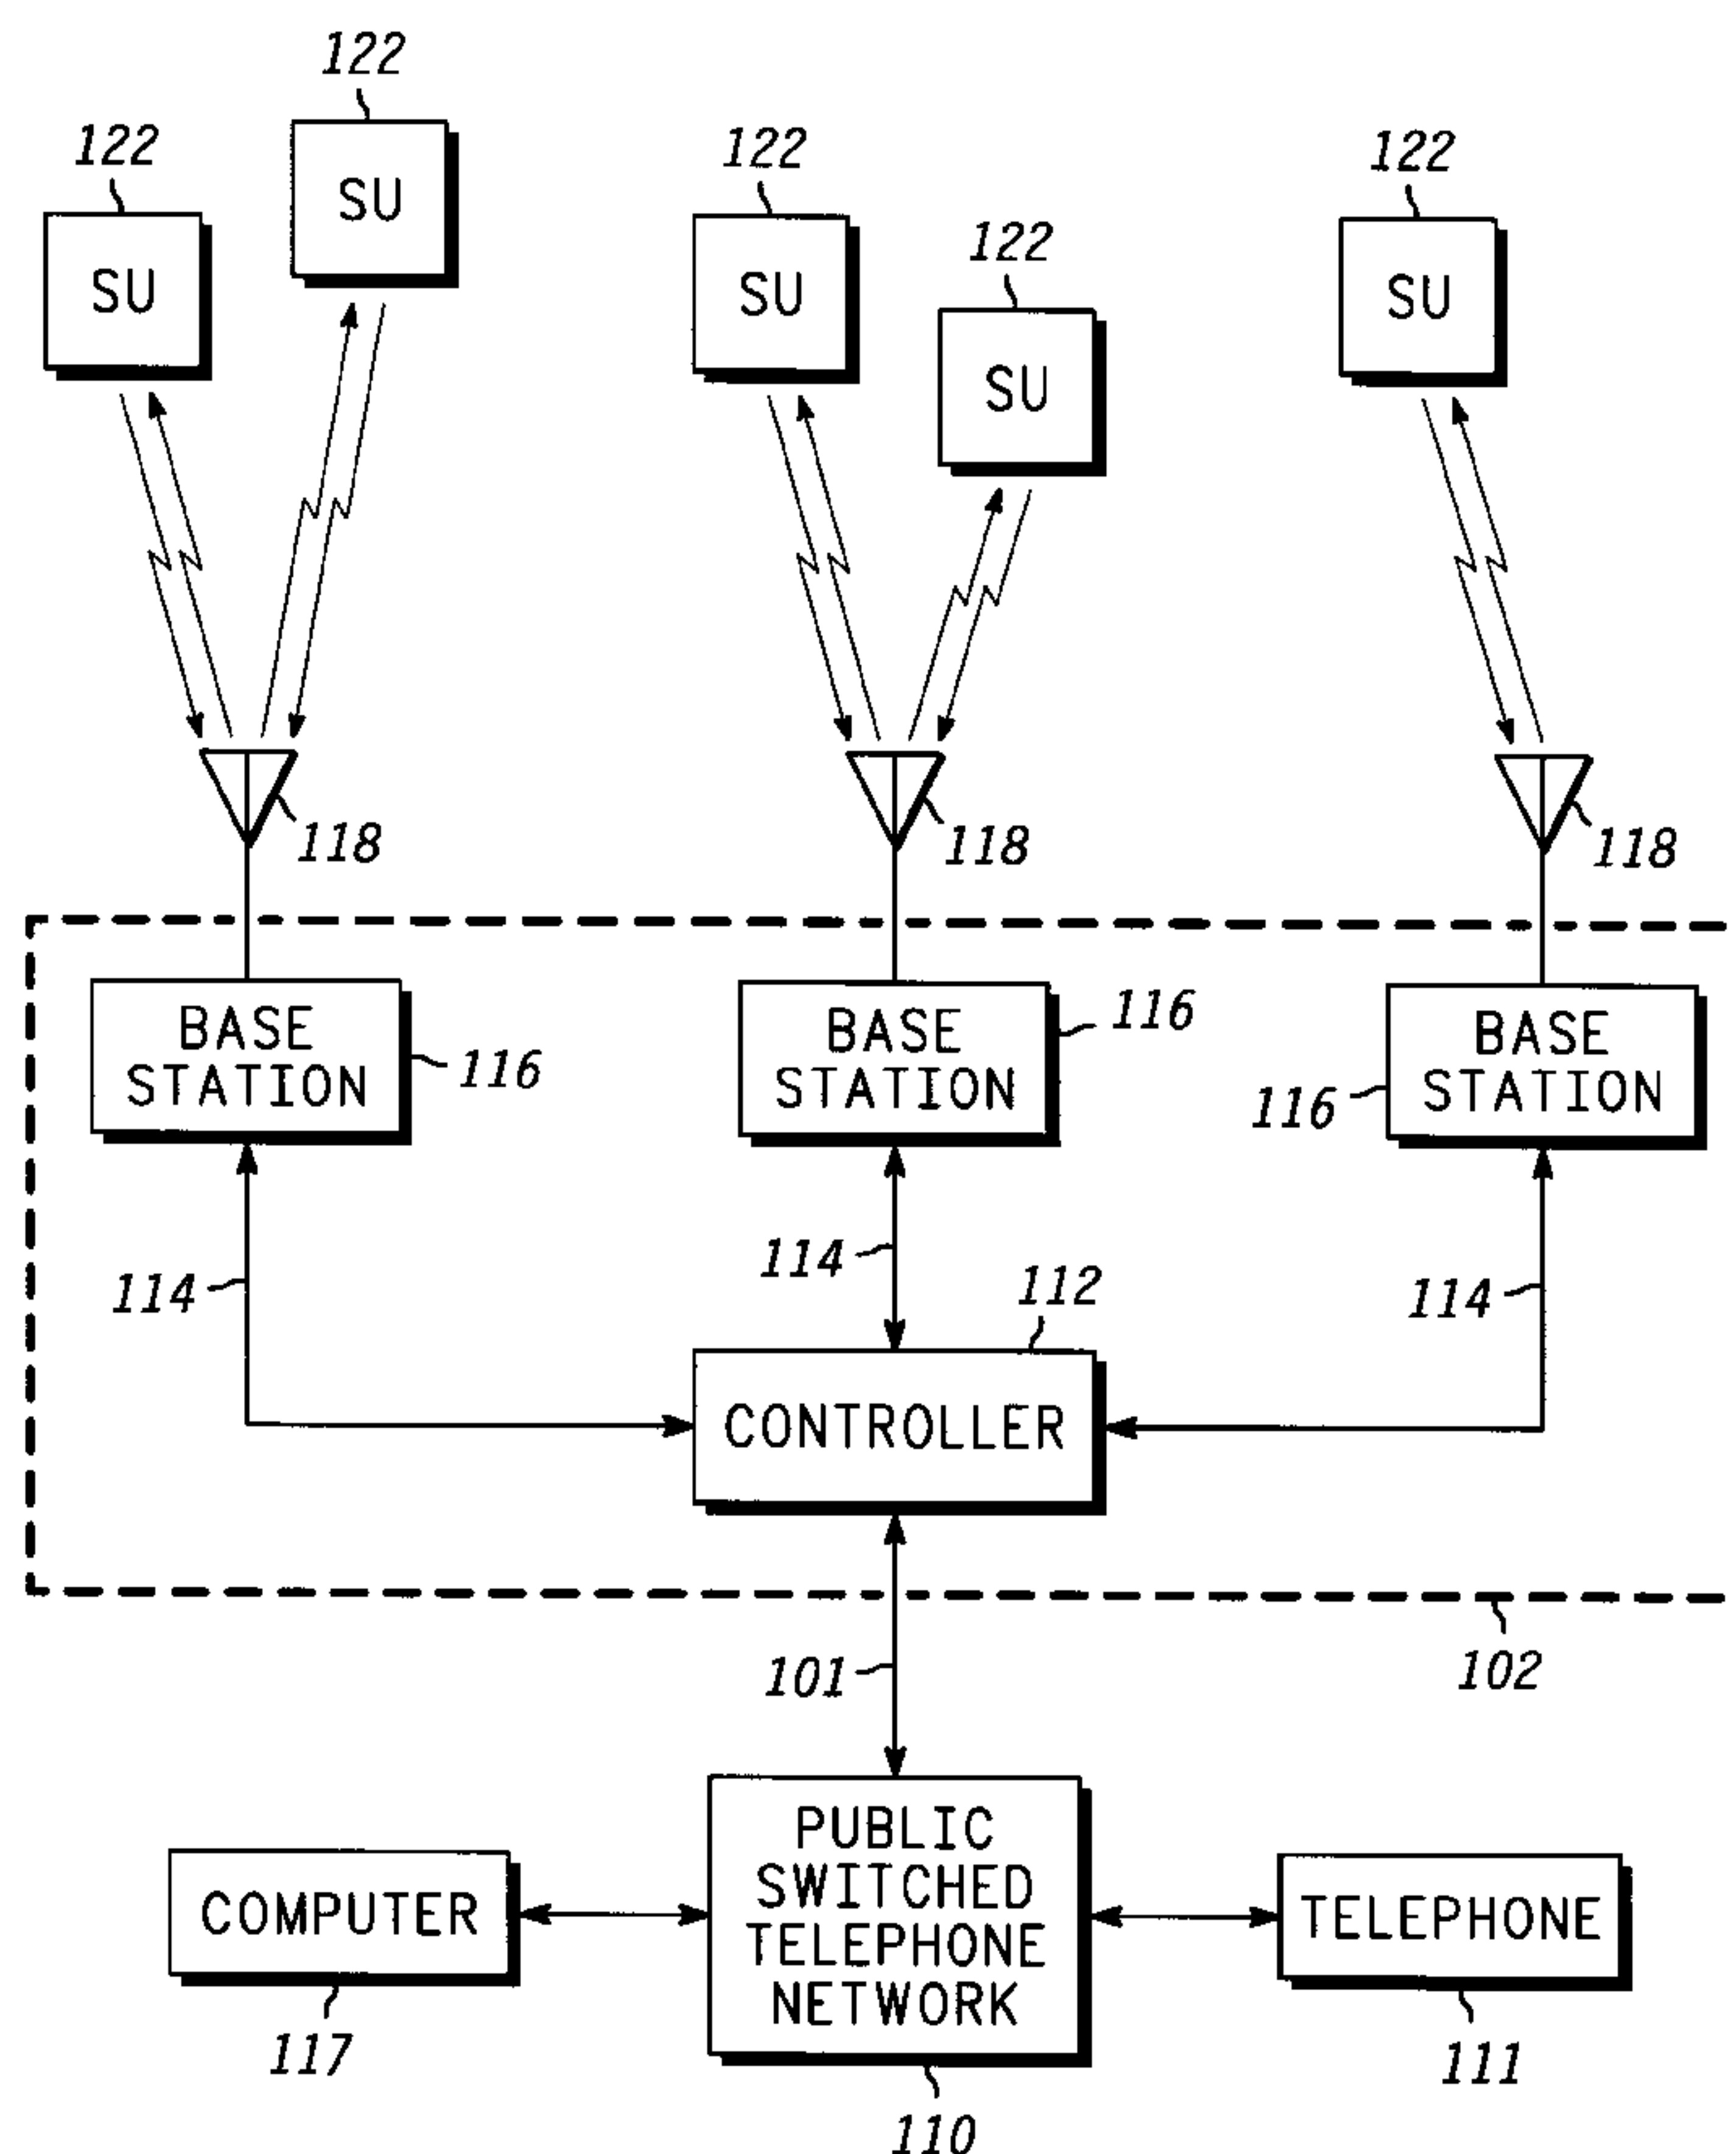 122
122
SU
122
122
SU
122
SU
SU
SU
118
118
118
BASE
STATION
116
BASE
STATION
116
BASE
STATION
116
114
114
114
112
CONTROLLER
101
102
COMPUTER
117
PUBLIC
SWITCHED
TELEPHONE
NETWORK
110
TELEPHONE
111